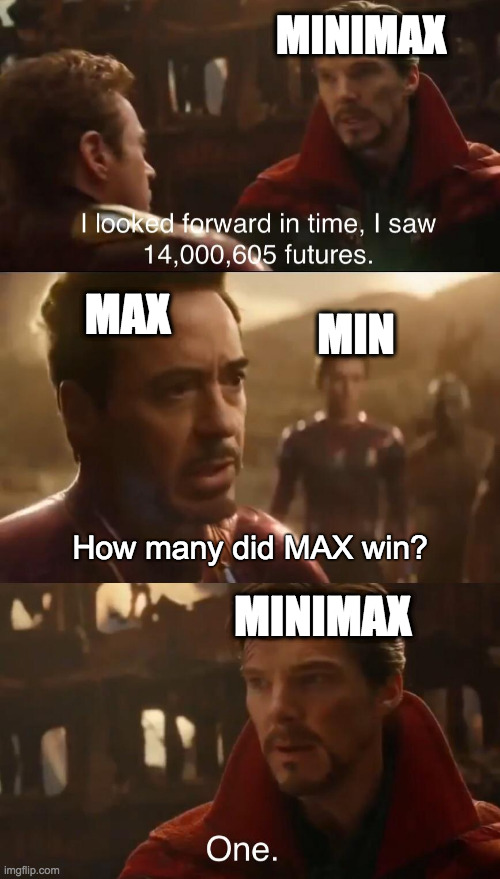 MINIMAX
I looked forward in time, I saw
14,000,605 futures.
MAX
MIN
How many did MAX win?
MINIMAX
One.
imgflip.com